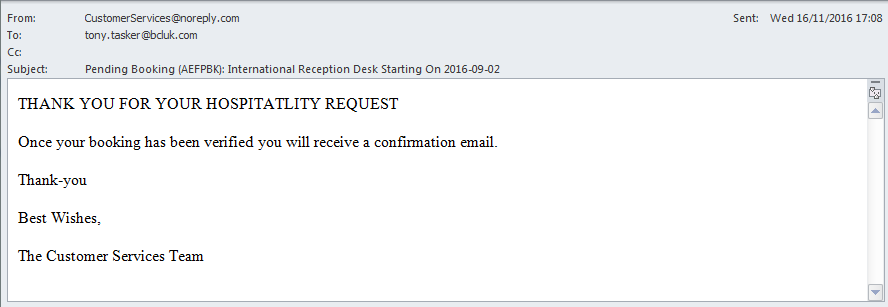 From: CustomerServices@noreply.com Sent: Wed 16/11/2016 17:08
To: tony.tasker@bcluk.com
Cc:
Subject: Pending Booking (AEFPBK): International Reception Desk Starting On 2016-09-02
THANK YOU FOR YOUR HOSPITATLITY REQUEST
Once your booking has been verified you will receive a confirmation email.
Thank-you
Best Wishes,
The Customer Services Team